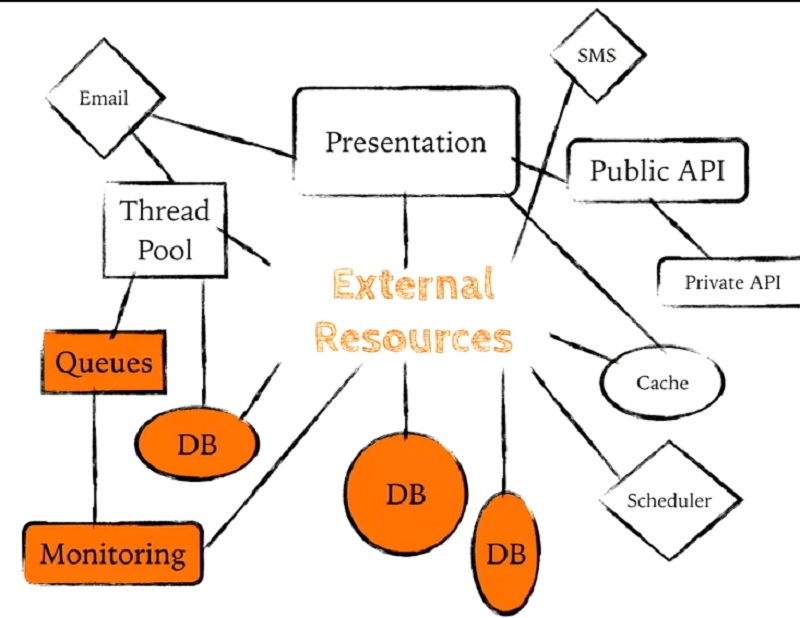 SMS
Email
Presentation
Public API
Thread
Pool
Private API
External
Resources
Queues
Cache
DB
DB
Scheduler
Monitoring
DB